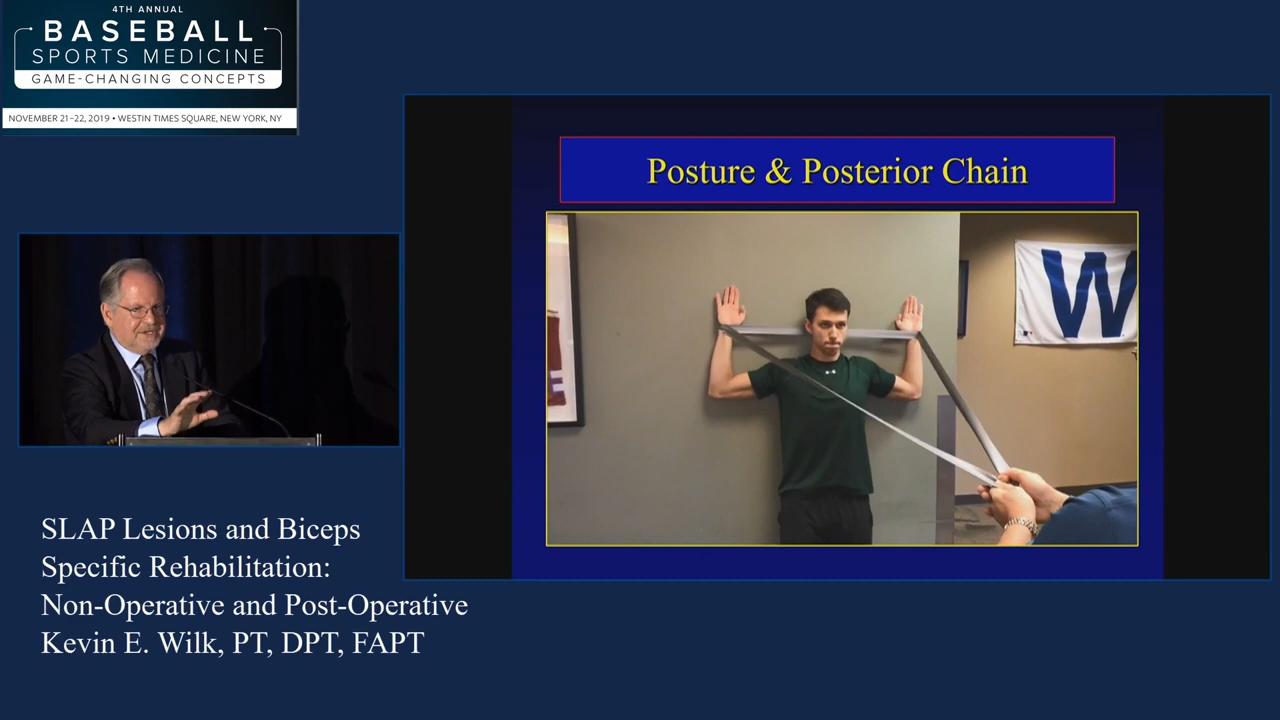 4TH ANNUAL
BASEBALL
SPORTS MEDICINE
GAME-CHANGING CONCEPTS
NOVEMBER 21-22, 2019 • WESTIN TIMES SQUARE, NEW YORK, NY
Posture & Posterior Chain
W
SLAP Lesions and Biceps
Specific Rehabilitation:
Non-Operative and Post-Operative
Kevin E. Wilk, PT, DPT, FAPT